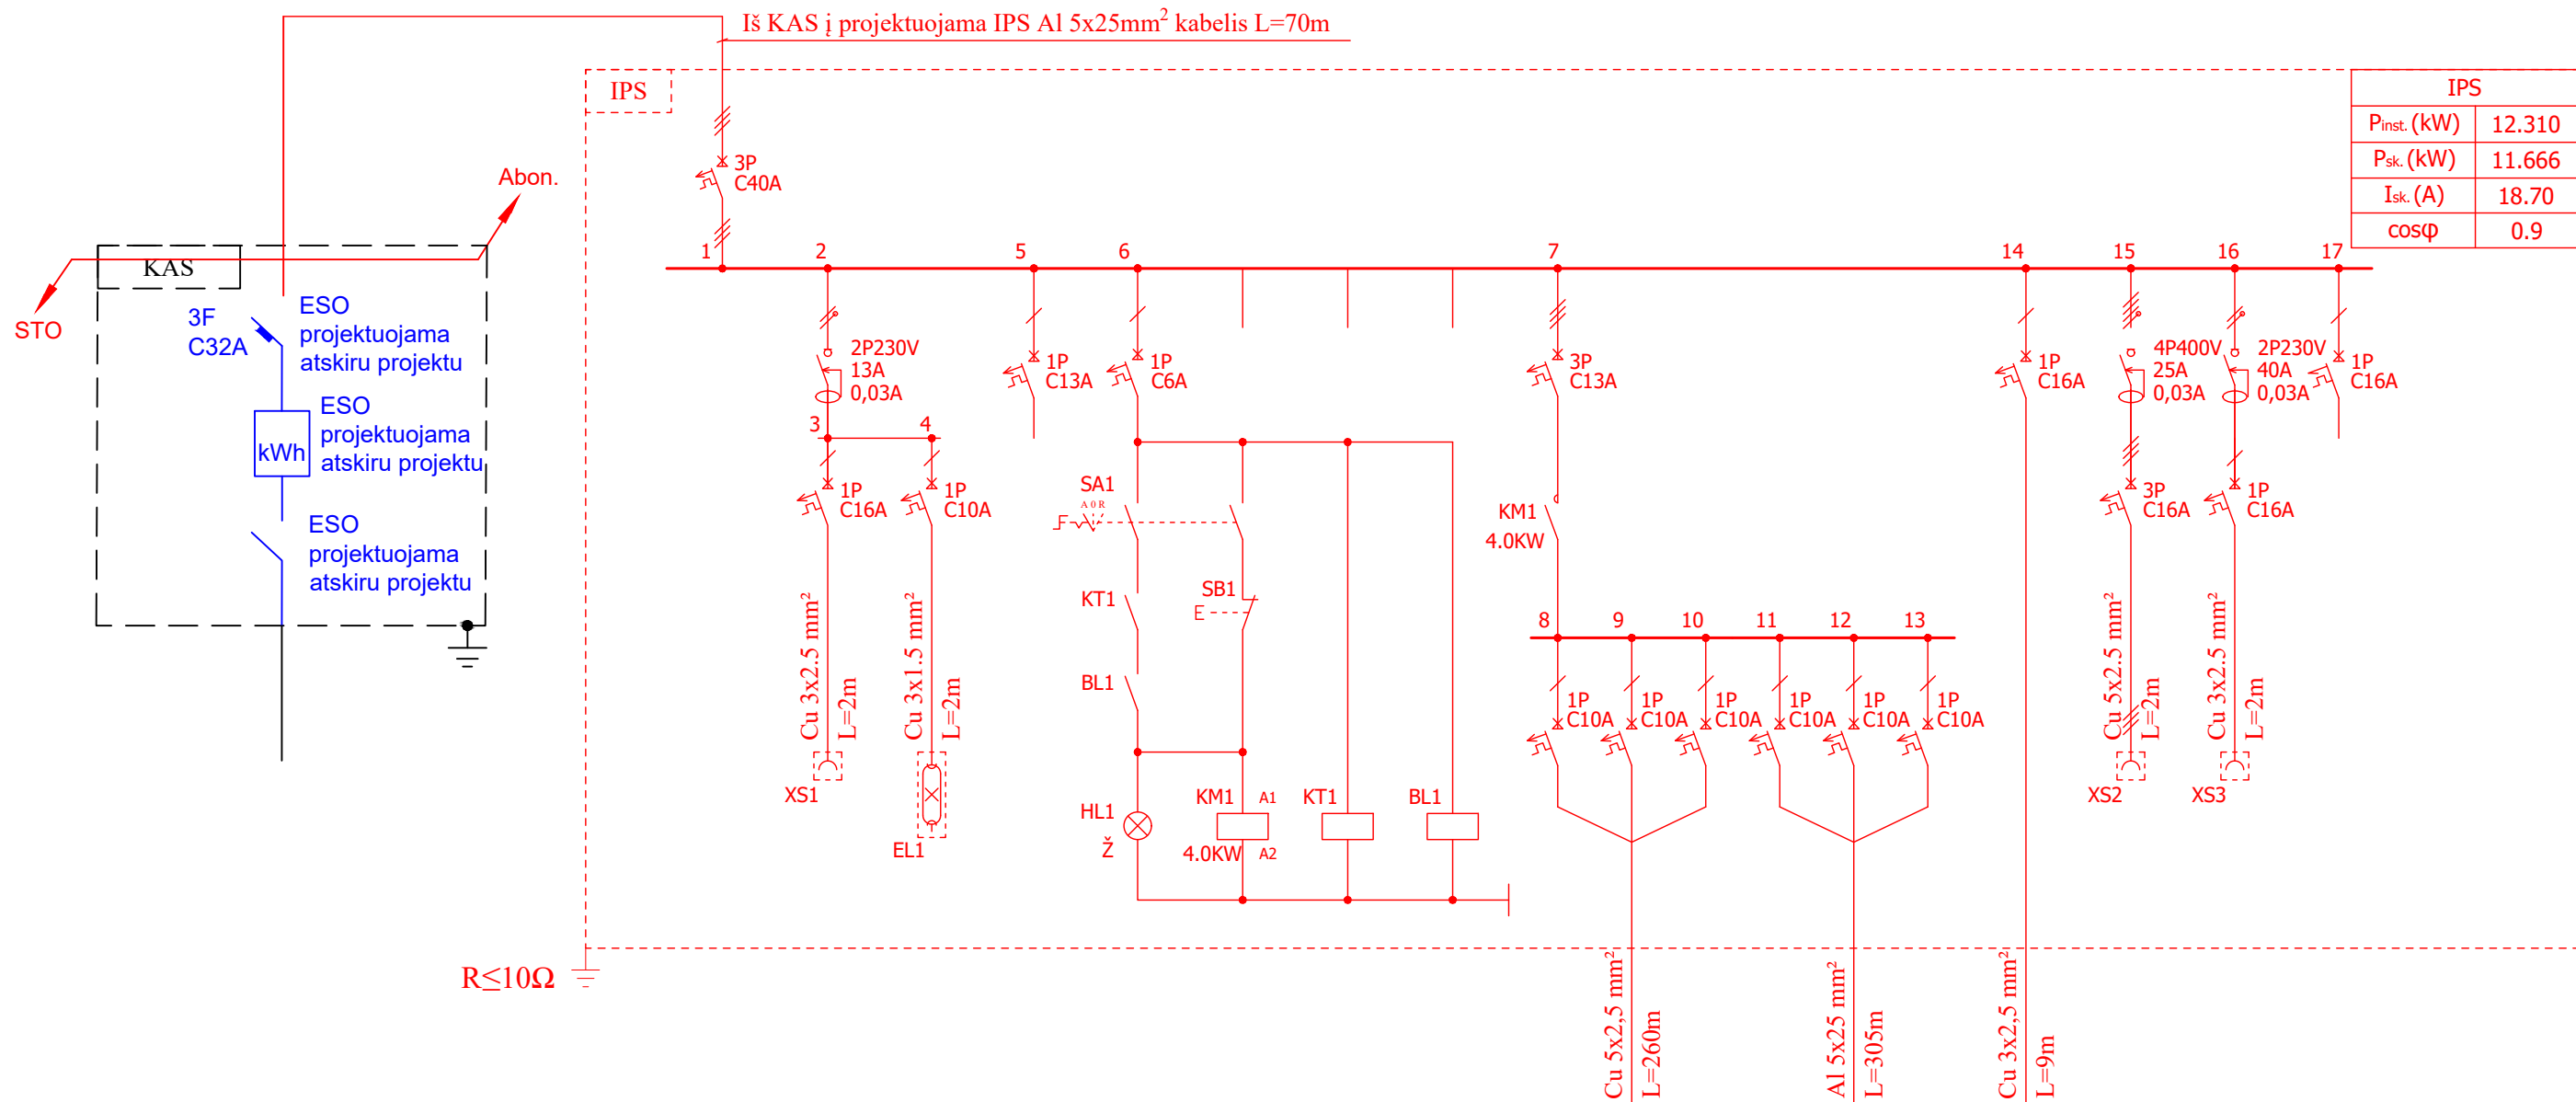 Iš KAS į projektuojama IPS Al 5x25mm² kabelis L=70m
IPS
IPS
Pinst. (kW) 12.310
Psk. (kW) 11.666
Isk. (A) 18.70
cosφ 0.9
3P
C40A
Abon.
KAS
STO
3F
C32A
ESO
projektuojama
atskiru projektu
kWh
ESO
projektuojama
atskiru projektu
ESO
projektuojama
atskiru projektu
1 2 5 6 7 14 15 16 17
2P230V
13A
0,03A
1P
C13A
1P
C6A
3P
C13A
1P
C16A
4P400V
25A
0,03A
2P230V
40A
0,03A
1P
C16A
3 4
1P
C16A
1P
C10A
SA1
A 0 R
KM1
4.0KW
3P
C16A
1P
C16A
KT1
SB1
E
BL1
8 9 10 11 12 13
1P
C10A
1P
C10A
1P
C10A
1P
C10A
1P
C10A
1P
C10A
Cu 3x2.5 mm²
L=2m
Cu 3x1.5 mm²
L=2m
Cu 5x2.5 mm²
L=2m
Cu 3x2.5 mm²
L=2m
XS1
EL1
HL1
Ž
KM1 A1
4.0KW A2
KT1
BL1
XS2
XS3
R≤10Ω
Cu 5x2,5 mm²
L=260m
Al 5x25 mm²
L=305m
Cu 3x2,5 mm²
L=9m